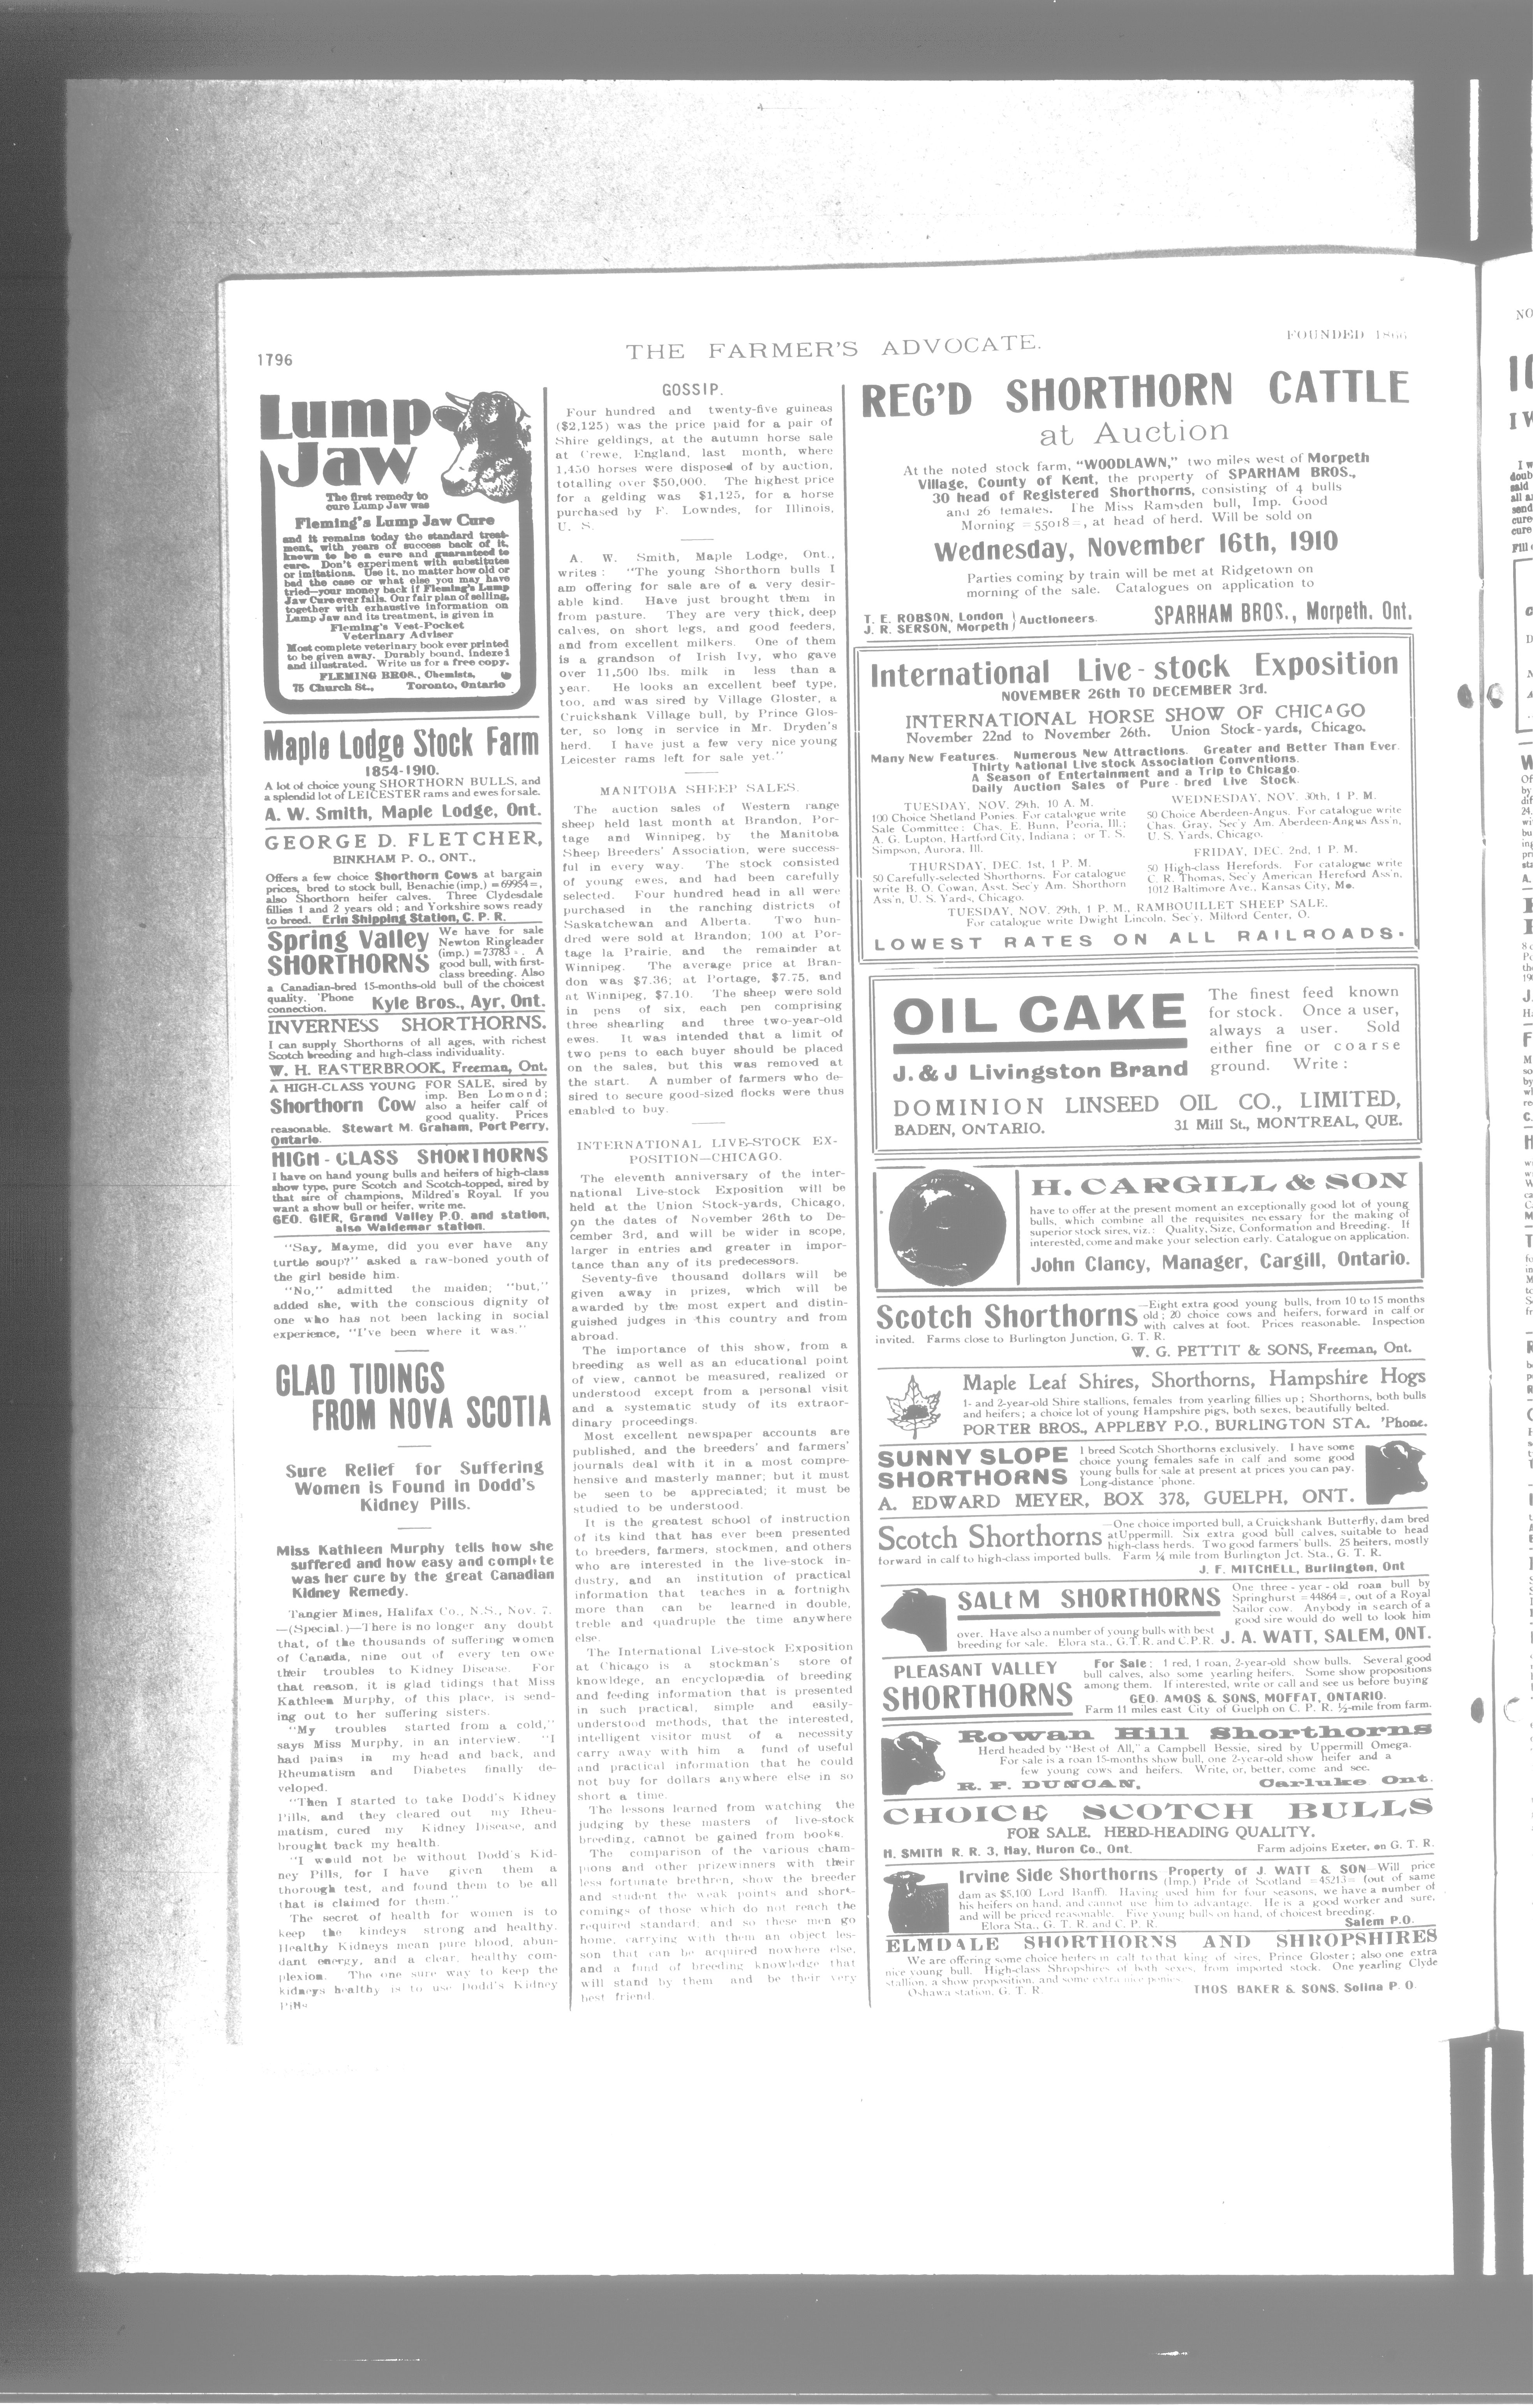 1796
THE FARMER'S ADVOCATE.
FOUNDED 1866
Lump
Jaw
The first remedy to
cure Lump Jaw was
Fleming's Lump Jaw Cure
and it remains today the standard treat-
ment, with years of success back of it,
known to be a cure and guaranteed to
cure. Don't experiment with substitutes
or imitations. Use it, no matter how old or
bad the case or what else you may have
tried—your money back if Fleming's Lump
Jaw Cure ever fails. Our fair plan of selling,
together with exhaustive information on
Lump Jaw and its treatment, is given in
Fleming's Vest-Pocket
Veterinary Adviser
Most complete veterinary book ever printed
to be given away. Durably bound, indexed
and illustrated. Write us for a free copy.
FLEMING BROS., Chemists,
75 Church St., Toronto, Ontario
Maple Lodge Stock Farm
1854-1910.
A lot of choice young SHORTHORN BULLS, and
a splendid lot of LEICESTER rams and ewes for sale.
A. W. Smith, Maple Lodge, Ont.
GEORGE D. FLETCHER,
BINKHAM P. O., ONT.,
Offers a few choice Shorthorn Cows at bargain
prices, bred to stock bull, Benachie (imp.) =69954=,
also Shorthorn heifer calves. Three Clydesdale
fillies 1 and 2 years old; and Yorkshire sows ready
to breed. Erin Shipping Station, C. P. R.
Spring Valley
SHORTHORNS
We have for sale
Newton Ringleader
(imp.) =73783=. A
good bull, with first-
class breeding. Also
a Canadian-bred 15-months-old bull of the choicest
quality. 'Phone
connection. Kyle Bros., Ayr, Ont.
INVERNESS SHORTHORNS.
I can supply Shorthorns of all ages, with richest
Scotch breeding and high-class individuality.
W. H. EASTERBROOK, Freeman, Ont.
A HIGH-CLASS YOUNG FOR SALE, sired by
Shorthorn Cow
imp. Ben Lomond;
also a heifer calf of
good quality. Prices
reasonable. Stewart M. Graham, Port Perry,
Ontario.
HIGH-CLASS SHORTHORNS
I have on hand young bulls and heifers of high-class
show type, pure Scotch and Scotch-topped, sired by
that sire of champions, Mildred's Royal. If you
want a show bull or heifer, write me.
GEO. GIER, Grand Valley P.O. and station,
also Waldemar station.
"Say, Mayme, did you ever have any
turtle soup?" asked a raw-boned youth of
the girl beside him.
"No," admitted the maiden; "but,"
added she, with the conscious dignity of
one who has not been lacking in social
experience, "I've been where it was."
GLAD TIDINGS
FROM NOVA SCOTIA
Sure Relief for Suffering
Women is Found in Dodd's
Kidney Pills.
Miss Kathleen Murphy tells how she
suffered and how easy and complete
was her cure by the great Canadian
Kidney Remedy.
Tangier Mines, Halifax Co., N.S., Nov. 7.
—(Special.)—There is no longer any doubt
that, of the thousands of suffering women
of Canada, nine out of every ten owe
their troubles to Kidney Disease. For
that reason, it is glad tidings that Miss
Kathleen Murphy, of this place, is send-
ing out to her suffering sisters.
"My troubles started from a cold,"
says Miss Murphy, in an interview. "I
had pains in my head and back, and
Rheumatism and Diabetes finally de-
veloped.
"Then I started to take Dodd's Kidney
Pills, and they cleared out my Rheu-
matism, cured my Kidney Disease, and
brought back my health.
"I would not be without Dodd's Kid-
ney Pills, for I have given them a
thorough test, and found them to be all
that is claimed for them."
The secret of health for women is to
keep the kindeys strong and healthy.
Healthy Kidneys mean pure blood, abun-
dant energy, and a clear, healthy com-
plexion. The one sure way to keep the
kidneys healthy is to use Dodd's Kidney
Pills
GOSSIP.
Four hundred and twenty-five guineas
($2,125) was the price paid for a pair of
Shire geldings, at the autumn horse sale
at Crewe, England, last month, where
1,450 horses were disposed of by auction,
totalling over $50,000. The highest price
for a gelding was $1,125, for a horse
purchased by F. Lowndes, for Illinois,
U. S.
A. W. Smith, Maple Lodge, Ont.,
writes: "The young Shorthorn bulls I
am offering for sale are of a very desir-
able kind. Have just brought them in
from pasture. They are very thick, deep
calves, on short legs, and good feeders,
and from excellent milkers. One of them
is a grandson of Irish Ivy, who gave
over 11,500 lbs. milk in less than a
year. He looks an excellent beef type,
too, and was sired by Village Gloster, a
Cruickshank Village bull, by Prince Glos-
ter, so long in service in Mr. Dryden's
herd. I have just a few very nice young
Leicester rams left for sale yet."
MANITOBA SHEEP SALES.
The auction sales of Western range
sheep held last month at Brandon, Por-
tage and Winnipeg, by the Manitoba
Sheep Breeders' Association, were success-
ful in every way. The stock consisted
of young ewes, and had been carefully
selected. Four hundred head in all were
purchased in the ranching districts of
Saskatchewan and Alberta. Two hun-
dred were sold at Brandon; 100 at Por-
tage la Prairie, and the remainder at
Winnipeg. The average price at Bran-
don was $7.36; at Portage, $7.75, and
at Winnipeg, $7.10. The sheep were sold
in pens of six, each pen comprising
three shearling and three two-year-old
ewes. It was intended that a limit of
two pens to each buyer should be placed
on the sales, but this was removed at
the start. A number of farmers who de-
sired to secure good-sized flocks were thus
enabled to buy.
INTERNATIONAL LIVE-STOCK EX-
POSITION—CHICAGO.
The eleventh anniversary of the inter-
national Live-stock Exposition will be
held at the Union Stock-yards, Chicago,
on the dates of November 26th to De-
cember 3rd, and will be wider in scope,
larger in entries and greater in impor-
tance than any of its predecessors.
Seventy-five thousand dollars will be
given away in prizes, which will be
awarded by the most expert and distin-
guished judges in this country and from
abroad.
The importance of this show, from a
breeding as well as an educational point
of view, cannot be measured, realized or
understood except from a personal visit
and a systematic study of its extraor-
dinary proceedings.
Most excellent newspaper accounts are
published, and the breeders' and farmers'
journals deal with it in a most compre-
hensive and masterly manner; but it must
be seen to be appreciated; it must be
studied to be understood.
It is the greatest school of instruction
of its kind that has ever been presented
to breeders, farmers, stockmen, and others
who are interested in the live-stock in-
dustry, and an institution of practical
information that teaches in a fortnight
more than can be learned in double,
treble and quadruple the time anywhere
else.
The International Live-stock Exposition
at Chicago is a stockman's store of
knowldege, an encyclopædia of breeding
and feeding information that is presented
in such practical, simple and easily-
understood methods, that the interested,
intelligent visitor must of a necessity
carry away with him a fund of useful
and practical information that he could
not buy for dollars anywhere else in so
short a time.
The lessons learned from watching the
judging by these masters of live-stock
breeding, cannot be gained from books.
The comparison of the various cham-
pions and other prizewinners with their
less fortunate brethren, show the breeder
and student the weak points and short-
comings of those which do not reach the
required standard, and so these men go
home, carrying with them an object les-
son that can be acquired nowhere else,
and a fund of breeding knowledge that
will stand by them and be their very
best friend.
REG'D SHORTHORN CATTLE
at Auction
At the noted stock farm, "WOODLAWN," two miles west of Morpeth
Village, County of Kent, the property of SPARHAM BROS.,
30 head of Registered Shorthorns, consisting of 4 bulls
and 26 females. The Miss Ramsden bull, Imp. Good
Morning =55018=, at head of herd. Will be sold on
Wednesday, November 16th, 1910
Parties coming by train will be met at Ridgetown on
morning of the sale. Catalogues on application to
T. E. ROBSON, London
J. R. SERSON, Morpeth } Auctioneers.
SPARHAM BROS., Morpeth, Ont.
International Live-stock Exposition
NOVEMBER 26th TO DECEMBER 3rd.
INTERNATIONAL HORSE SHOW OF CHICAGO
November 22nd to November 26th. Union Stock-yards, Chicago.
Many New Features. Numerous New Attractions. Greater and Better Than Ever
Thirty National Live stock Association Conventions.
A Season of Entertainment and a Trip to Chicago.
Daily Auction Sales of Pure-bred Live Stock.
TUESDAY, NOV. 29th, 10 A. M.
100 Choice Shetland Ponies. For catalogue write
Sale Committee: Chas. E. Bunn, Peoria, Ill.;
A. G. Lupton, Hartford City, Indiana; or T. S.
Simpson, Aurora, Ill.
WEDNESDAY, NOV. 30th, 1 P. M.
50 Choice Aberdeen-Angus. For catalogue write
Chas. Gray, Sec'y Am. Aberdeen-Angus Ass'n,
U. S. Yards, Chicago.
THURSDAY, DEC. 1st, 1 P. M.
50 Carefully-selected Shorthorns. For catalogue
write B. O. Cowan, Asst. Sec'y Am. Shorthorn
Ass'n, U. S. Yards, Chicago.
FRIDAY, DEC. 2nd, 1 P. M.
50 High-class Herefords. For catalogue write
C. R. Thomas, Sec'y American Hereford Ass'n,
1012 Baltimore Ave., Kansas City, Mo.
TUESDAY, NOV. 29th, 1 P. M., RAMBOUILLET SHEEP SALE.
For catalogue write Dwight Lincoln, Sec'y, Milford Center, O.
LOWEST RATES ON ALL RAILROADS.
OIL CAKE
J. & J Livingston Brand
The finest feed known
for stock. Once a user,
always a user. Sold
either fine or coarse
ground. Write:
DOMINION LINSEED OIL CO., LIMITED,
BADEN, ONTARIO. 31 Mill St., MONTREAL, QUE.
H. CARGILL & SON
have to offer at the present moment an exceptionally good lot of young
bulls, which combine all the requisites necessary for the making of
superior stock sires, viz.: Quality, Size, Conformation and Breeding. If
interested, come and make your selection early. Catalogue on application.
John Clancy, Manager, Cargill, Ontario.
Scotch Shorthorns—Eight extra good young bulls, from 10 to 15 months
old; 20 choice cows and heifers, forward in calf or
with calves at foot. Prices reasonable. Inspection
invited. Farms close to Burlington Junction, G. T. R.
W. G. PETTIT & SONS, Freeman, Ont.
Maple Leaf Shires, Shorthorns, Hampshire Hogs
1- and 2-year-old Shire stallions, females from yearling fillies up; Shorthorns, both bulls
and heifers; a choice lot of young Hampshire pigs, both sexes, beautifully belted.
PORTER BROS., APPLEBY P.O., BURLINGTON STA. 'Phone.
SUNNY SLOPE
SHORTHORNS
I breed Scotch Shorthorns exclusively. I have some
choice young females safe in calf and some good
young bulls for sale at present at prices you can pay.
Long-distance 'phone.
A. EDWARD MEYER, BOX 378, GUELPH, ONT.
Scotch Shorthorns
—One choice imported bull, a Cruickshank Butterfly, dam bred
at Uppermill. Six extra good bull calves, suitable to head
high-class herds. Two good farmers' bulls. 25 heifers, mostly
forward in calf to high-class imported bulls. Farm ¼ mile from Burlington Jct. Sta., G. T. R.
J. F. MITCHELL, Burlington, Ont
SALEM SHORTHORNS
One three-year-old roan bull by
Springhurst =44864=, out of a Royal
Sailor cow. Anybody in search of a
good sire would do well to look him
over. Have also a number of young bulls with best
breeding for sale. Elora sta., G.T.R. and C.P.R. J. A. WATT, SALEM, ONT.
PLEASANT VALLEY
SHORTHORNS
For Sale: 1 red, 1 roan, 2-year-old show bulls. Several good
bull calves, also some yearling heifers. Some show propositions
among them. If interested, write or call and see us before buying
GEO. AMOS & SONS, MOFFAT, ONTARIO.
Farm 11 miles east City of Guelph on C. P. R. ½-mile from farm.
Rowan Hill Shorthorns
Herd headed by "Best of All," a Campbell Bessie, sired by Uppermill Omega.
For sale is a roan 15-months show bull, one 2-year-old show heifer and a
few young cows and heifers. Write, or, better, come and see.
R. F. DUNCAN, Carluke Ont.
CHOICE SCOTCH BULLS
FOR SALE. HERD-HEADING QUALITY.
H. SMITH R. R. 3, Hay, Huron Co., Ont. Farm adjoins Exeter, on G. T. R.
Irvine Side Shorthorns Property of J. WATT & SON—Will price
(Imp.) Pride of Scotland =45213= (out of same
dam as $5,100 Lord Banff). Having used him for four seasons, we have a number of
his heifers on hand, and cannot use him to advantage. He is a good worker and sure,
and will be priced reasonable. Five young bulls on hand, of choicest breeding.
Elora Sta., G. T. R. and C. P. R. Salem P.O.
ELMDALE SHORTHORNS AND SHROPSHIRES
We are offering some choice heifers in calf to that king of sires, Prince Gloster; also one extra
nice young bull. High-class Shropshires of both sexes, from imported stock. One yearling Clyde
stallion, a show proposition, and some extra nice ponies.
Oshawa station, G. T. R. THOS BAKER & SONS, Solina P. O.